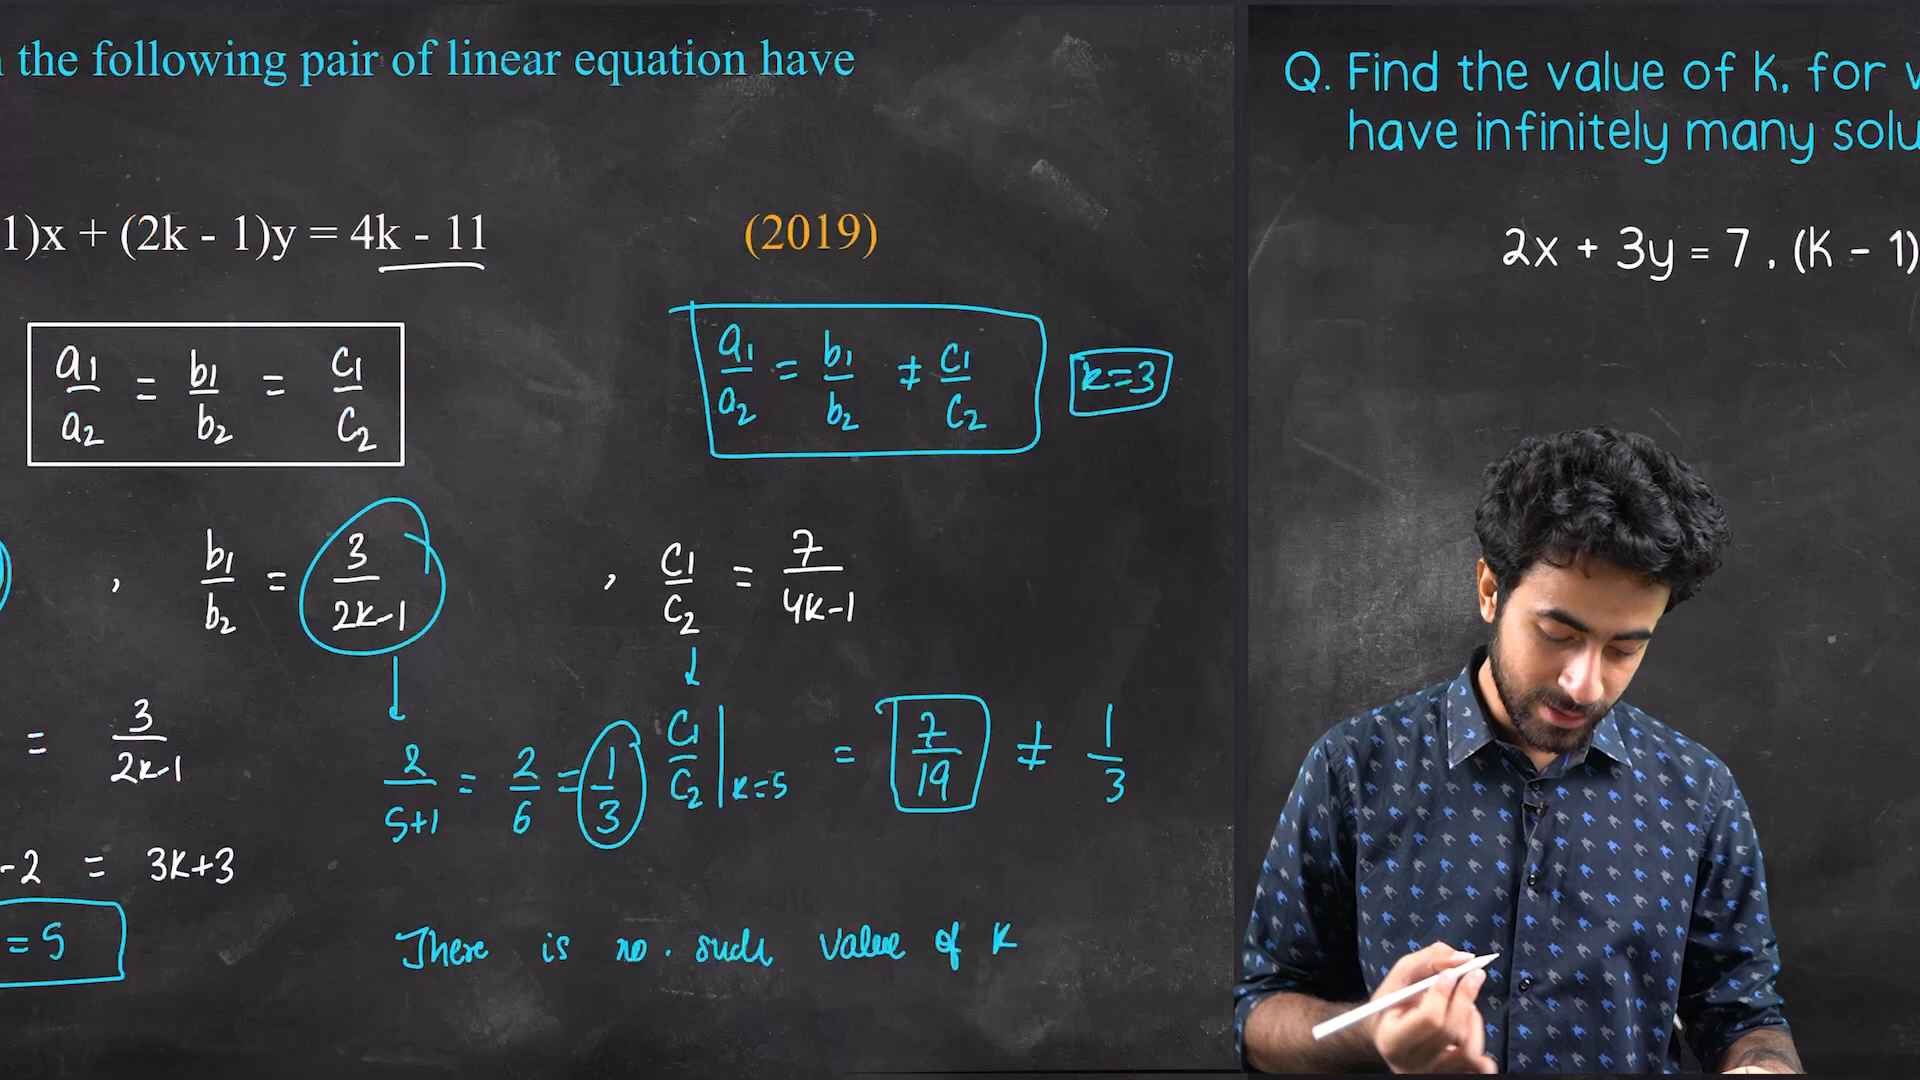 the following pair of linear equation have
1)x + (2k - 1)y = 4k - 11
(2019)
a1/a2 = b1/b2 = c1/c2
a1/a2 = b1/b2 ≠ c1/c2
k=3
, b1/b2 = 3/2k-1 , c1/c2 = 7/4k-1
= 3/2k-1
2/5+1 = 2/6 = 1/3
c1/c2 | k=5 = 7/19 ≠ 1/3
-2 = 3k+3
= 5
There is no. such value of k
Q. Find the value of K, for
have infinitely many solu
2x + 3y = 7 , (K - 1)